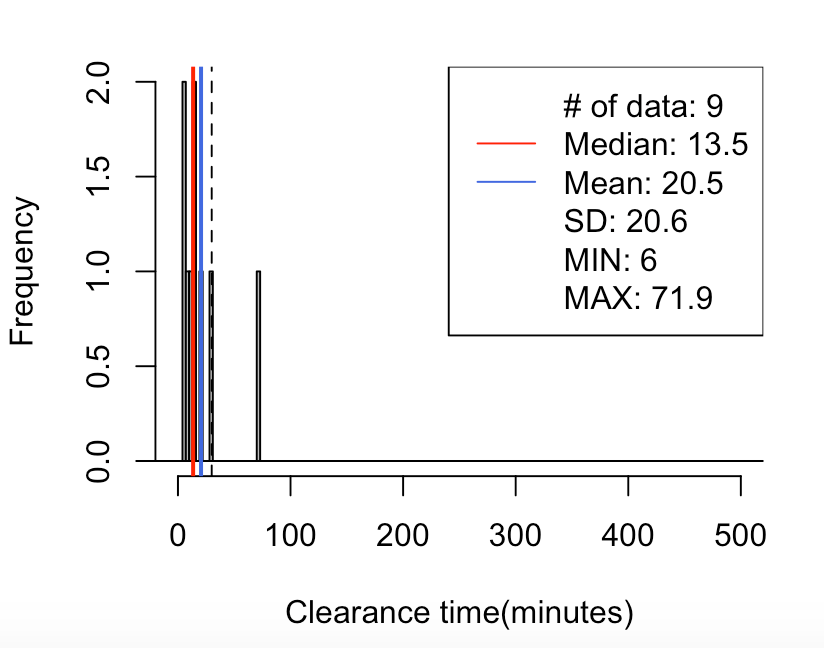 # of data: 9
Median: 13.5
Mean: 20.5
SD: 20.6
MIN: 6
MAX: 71.9
Frequency
2.0
1.5
1.0
0.5
0.0
0 100 200 300 400 500
Clearance time(minutes)